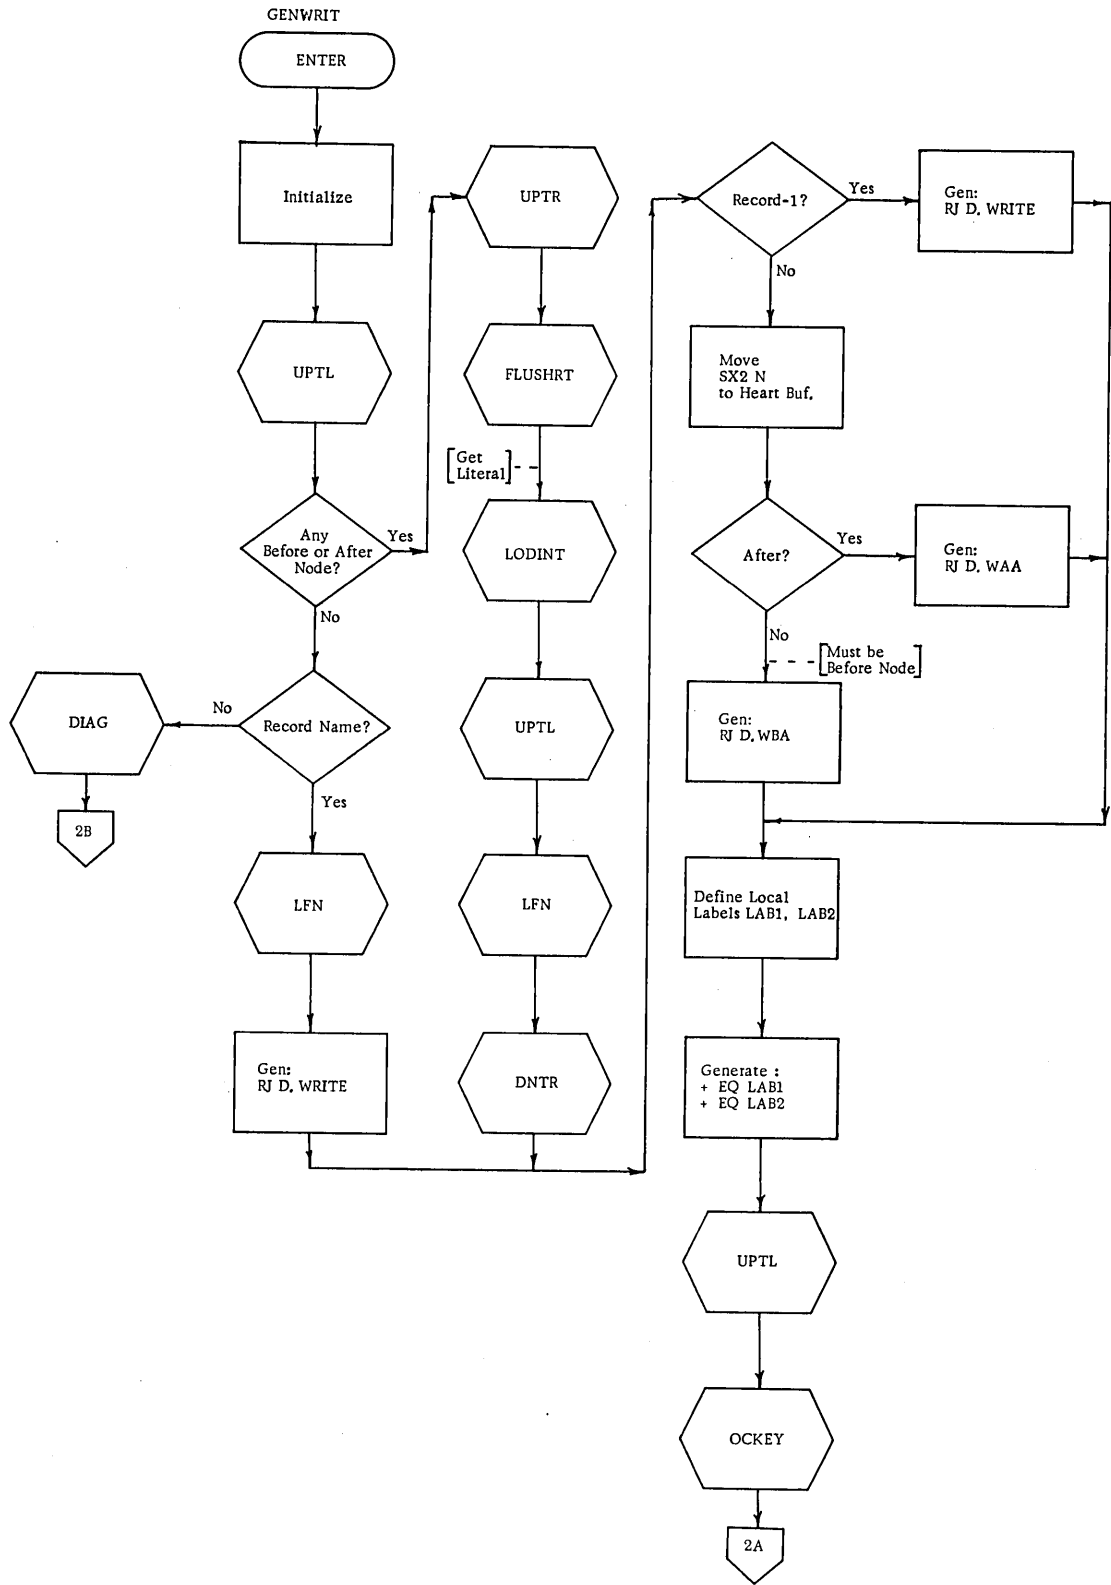 GENWRIT
ENTER
Initialize
UPTL
Any
Before or After
Node?
Yes
No
Record Name?
No
DIAG
2B
Yes
LFN
Gen:
RJ D. WRITE
UPTR
FLUSHRT
Get
Literal
LODINT
UPTL
LFN
DNTR
Record-1?
Yes
Gen:
RJ D. WRITE
No
Move
SX2 N
to Heart Buf.
After?
Yes
Gen:
RJ D. WAA
No
Must be
Before Node
Gen:
RJ D. WBA
Define Local
Labels LAB1, LAB2
Generate :
+ EQ LAB1
+ EQ LAB2
UPTL
OCKEY
2A